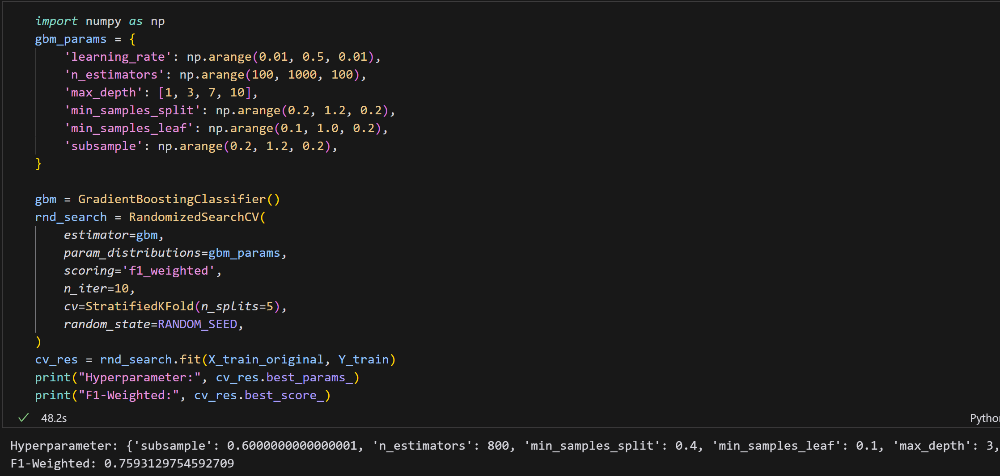 import numpy as np
gbm_params = {
    'learning_rate': np.arange(0.01, 0.5, 0.01),
    'n_estimators': np.arange(100, 1000, 100),
    'max_depth': [1, 3, 7, 10],
    'min_samples_split': np.arange(0.2, 1.2, 0.2),
    'min_samples_leaf': np.arange(0.1, 1.0, 0.2),
    'subsample': np.arange(0.2, 1.2, 0.2),
}
gbm = GradientBoostingClassifier()
rnd_search = RandomizedSearchCV(
    estimator=gbm,
    param_distributions=gbm_params,
    scoring='f1_weighted',
    n_iter=10,
    cv=StratifiedKFold(n_splits=5),
    random_state=RANDOM_SEED,
)
cv_res = rnd_search.fit(X_train_original, Y_train)
print("Hyperparameter:", cv_res.best_params_)
print("F1-Weighted:", cv_res.best_score_)
48.2s Pytho
Hyperparameter: {'subsample': 0.6000000000000001, 'n_estimators': 800, 'min_samples_split': 0.4, 'min_samples_leaf': 0.1, 'max_depth': 3,
F1-Weighted: 0.7593129754592709